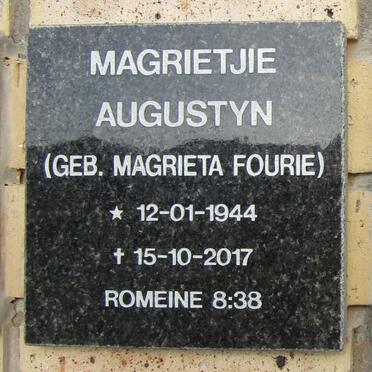 MAGRIETJIE
AUGUSTYN
(GEB. MAGRIETA FOURIE)
★ 12-01-1944
† 15-10-2017
ROMEINE 8:38